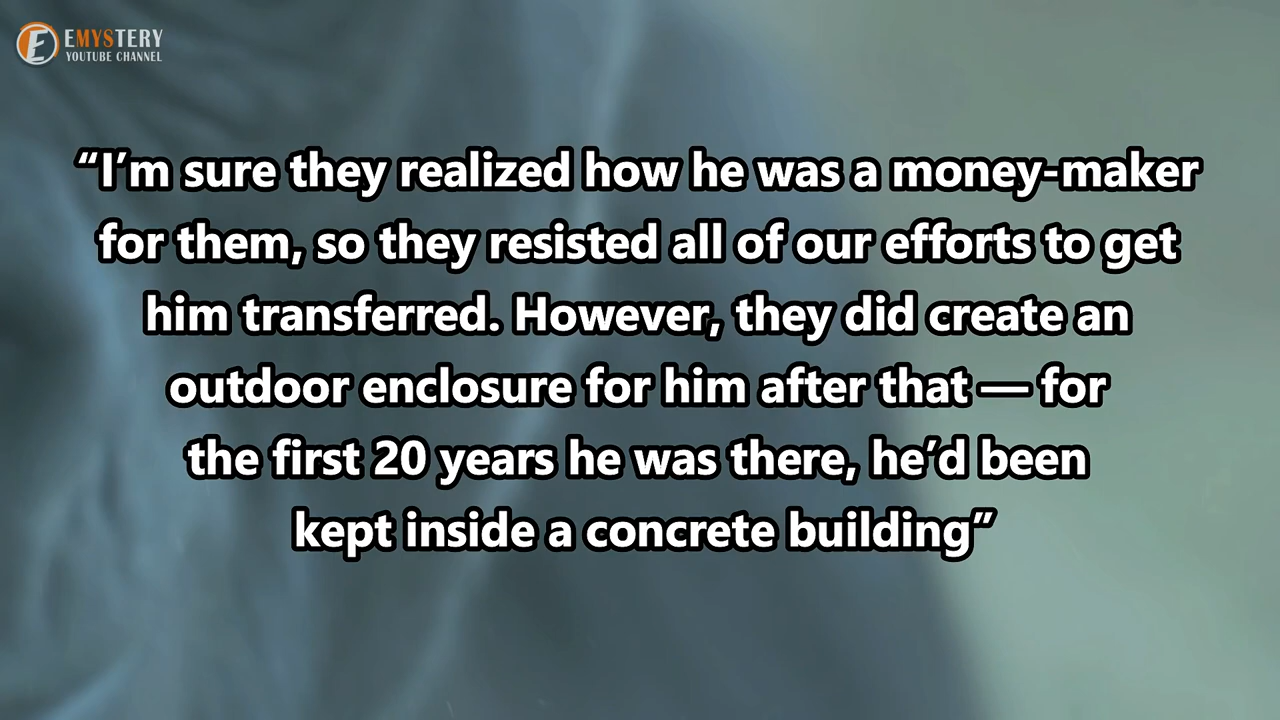 EMYSTERY
YOUTUBE CHANNEL
“I’m sure they realized how he was a money-maker
for them, so they resisted all of our efforts to get
him transferred. However, they did create an
outdoor enclosure for him after that — for
the first 20 years he was there, he’d been
kept inside a concrete building”